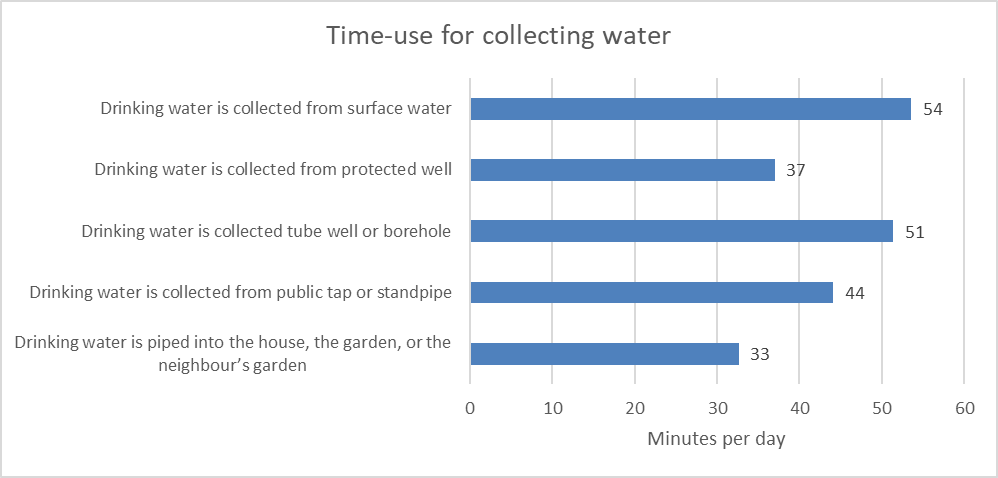 Time-use for collecting water
Drinking water is collected from surface water
54
Drinking water is collected from protected well
37
Drinking water is collected tube well or borehole
51
Drinking water is collected from public tap or standpipe
44
Drinking water is piped into the house, the garden, or the
neighbour’s garden
33
0 10 20 30 40 50 60
Minutes per day